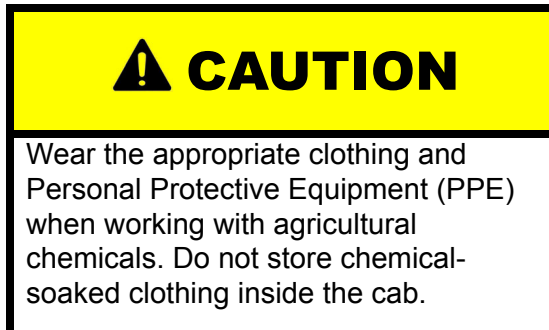 CAUTION
Wear the appropriate clothing and
Personal Protective Equipment (PPE)
when working with agricultural
chemicals. Do not store chemical-
soaked clothing inside the cab.